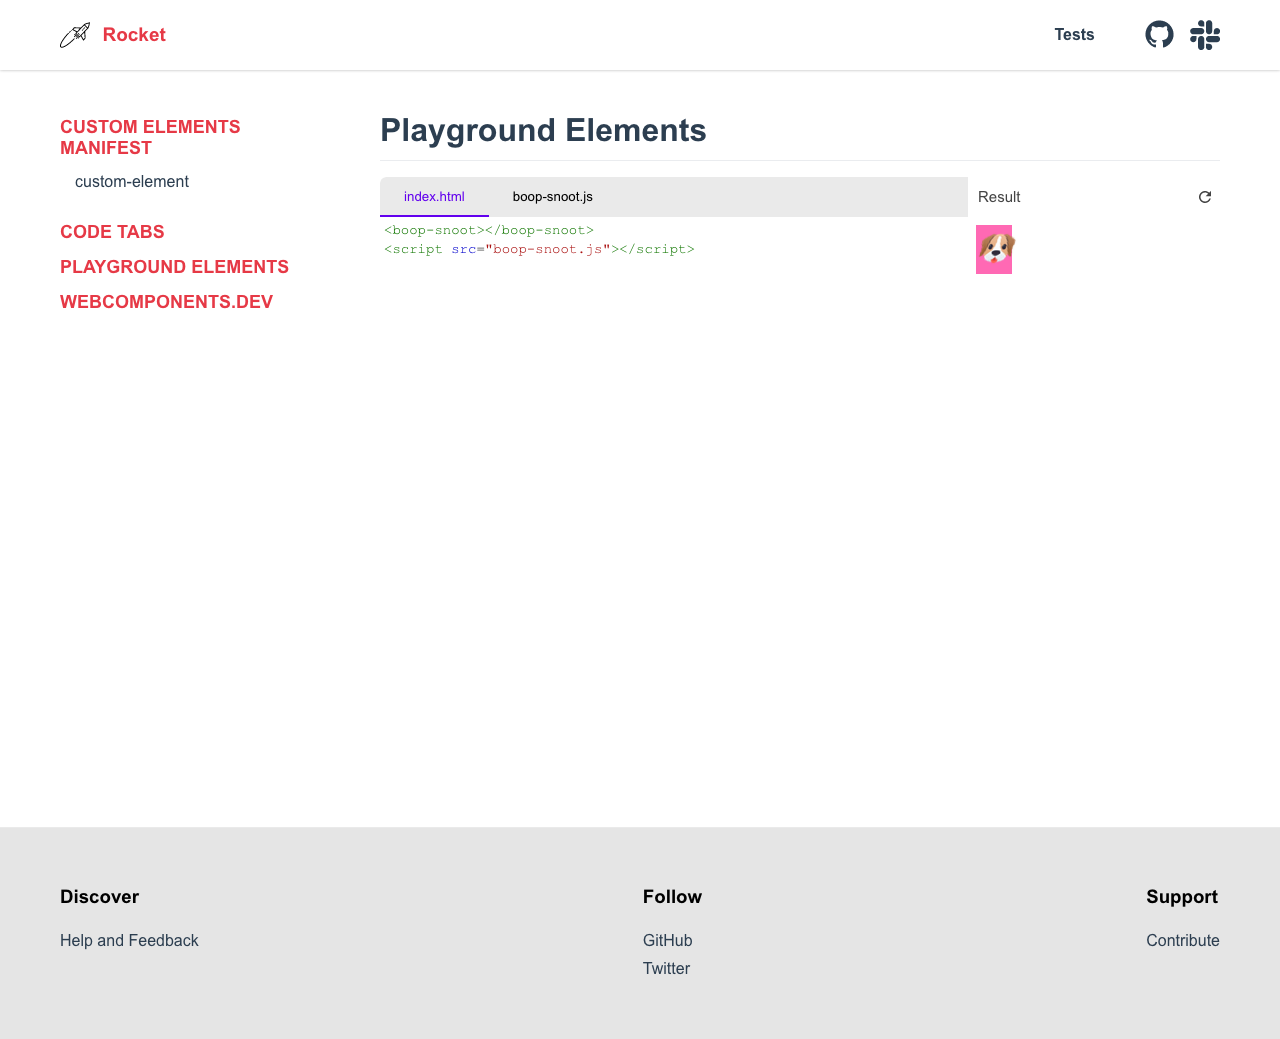 Rocket
Tests
CUSTOM ELEMENTS
MANIFEST
custom-element
CODE TABS
PLAYGROUND ELEMENTS
WEBCOMPONENTS.DEV
Playground Elements
index.html
boop-snoot.js
Result
<boop-snoot></boop-snoot>
<script src="boop-snoot.js"></script>
Discover
Help and Feedback
Follow
GitHub
Twitter
Support
Contribute